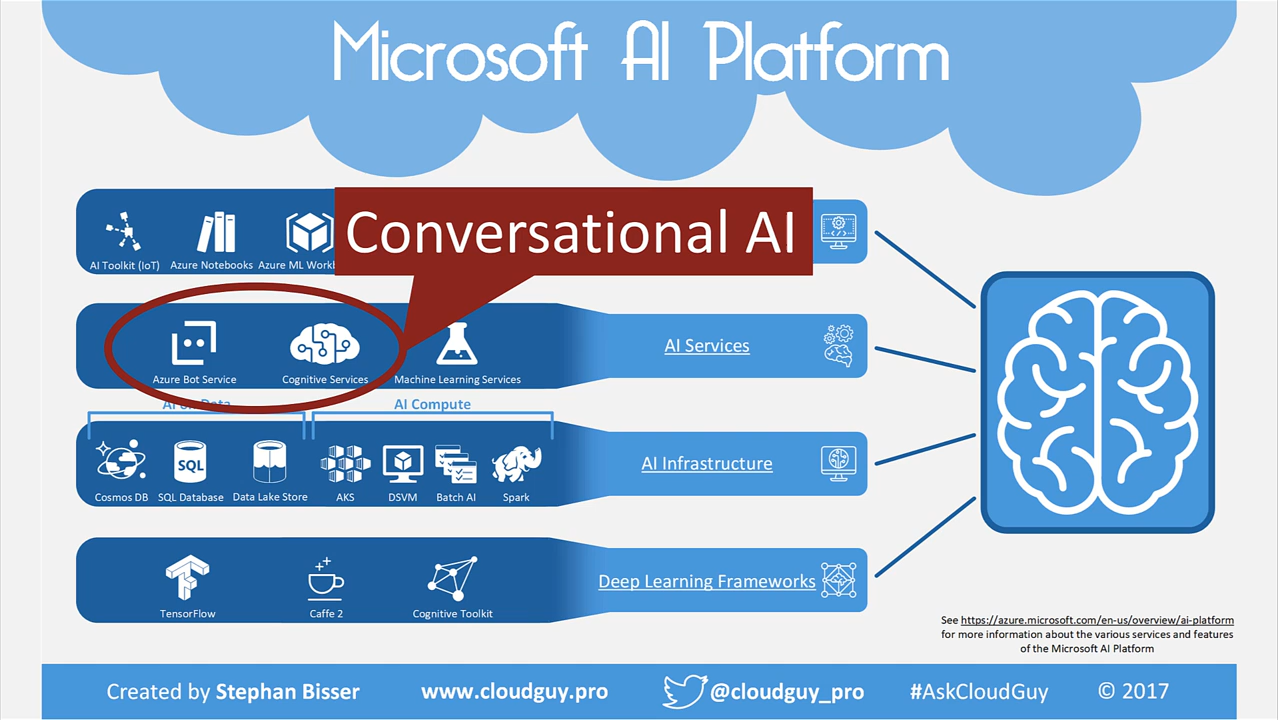 Microsoft AI Platform
Conversational AI
AI Toolkit (IoT) Azure Notebooks Azure ML
AI Services
Azure Bot Service Cognitive Services Machine Learning Services
AI on Data AI Compute
SQL
AI Infrastructure
Cosmos DB SQL Database Data Lake Store AKS DSVM Batch AI Spark
Deep Learning Frameworks
TensorFlow Caffe 2 Cognitive Toolkit
See https://azure.microsoft.com/en-us/overview/ai-platform
for more information about the various services and features
of the Microsoft AI Platform
Created by Stephan Bisser www.cloudguy.pro @cloudguy_pro #AskCloudGuy © 2017